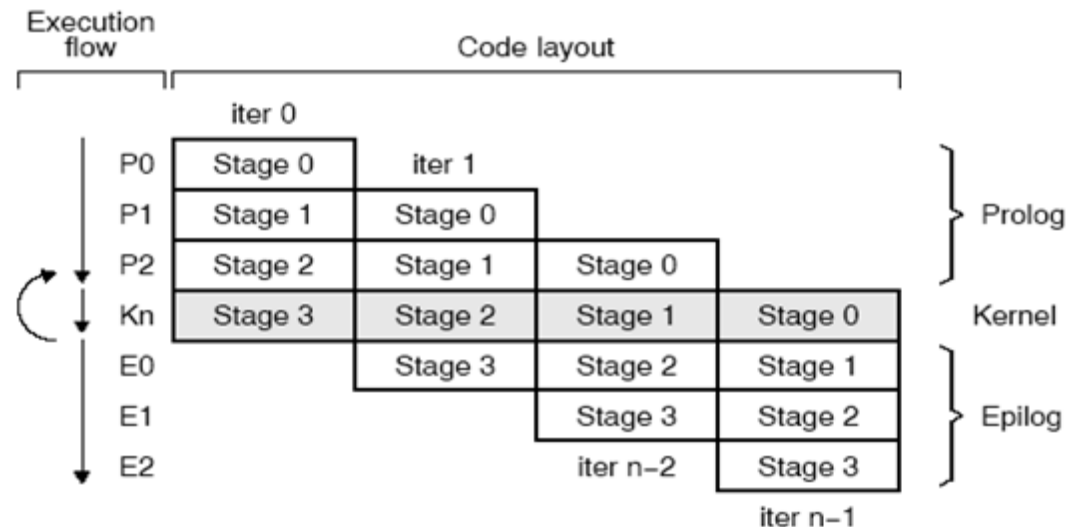 Execution
flow
Code layout
iter 0
P0 Stage 0 iter 1
P1 Stage 1 Stage 0 Prolog
P2 Stage 2 Stage 1 Stage 0
Kn Stage 3 Stage 2 Stage 1 Stage 0 Kernel
E0 Stage 3 Stage 2 Stage 1
E1 Stage 3 Stage 2 Epilog
E2 iter n−2 Stage 3
iter n−1